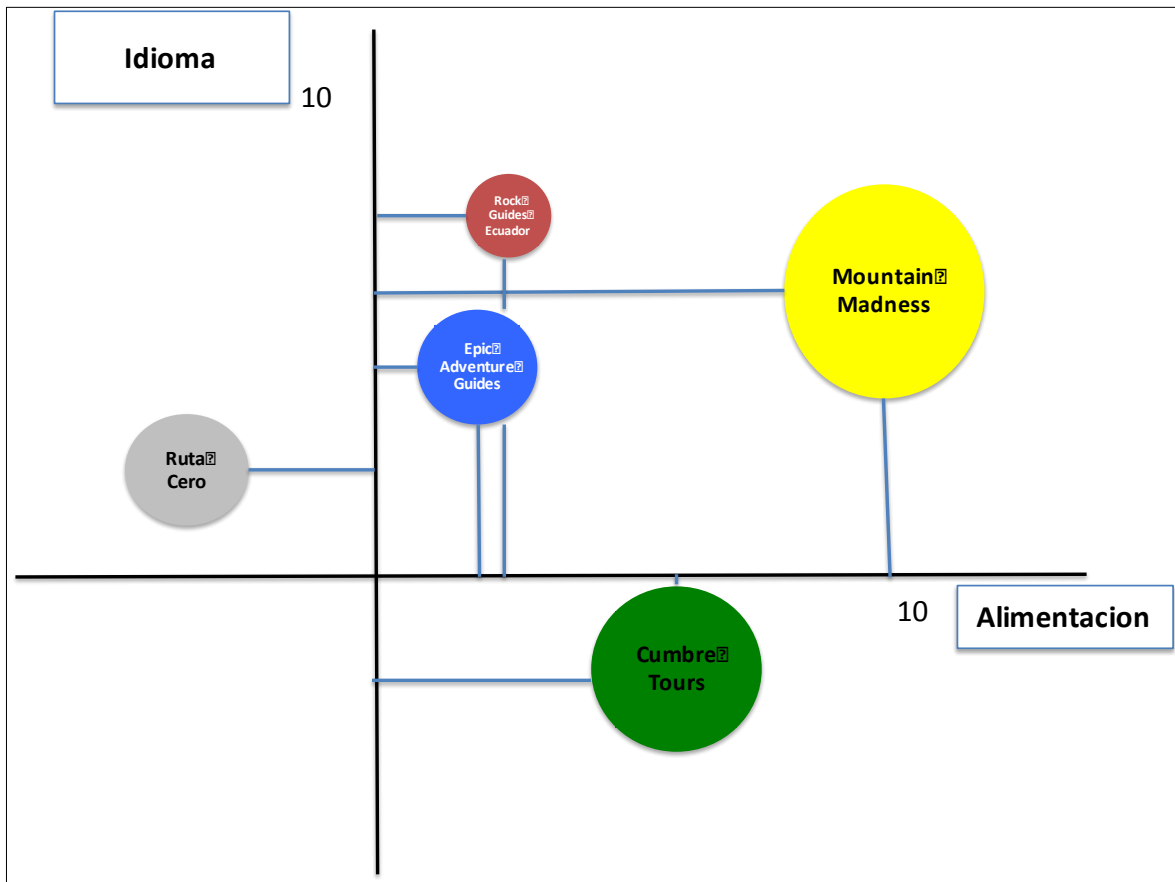 Idioma
10
Rock
Guides
Ecuador
Mountain
Madness
Epic
Adventure
Guides
Ruta
Cero
10
Alimentacion
Cumbre
Tours